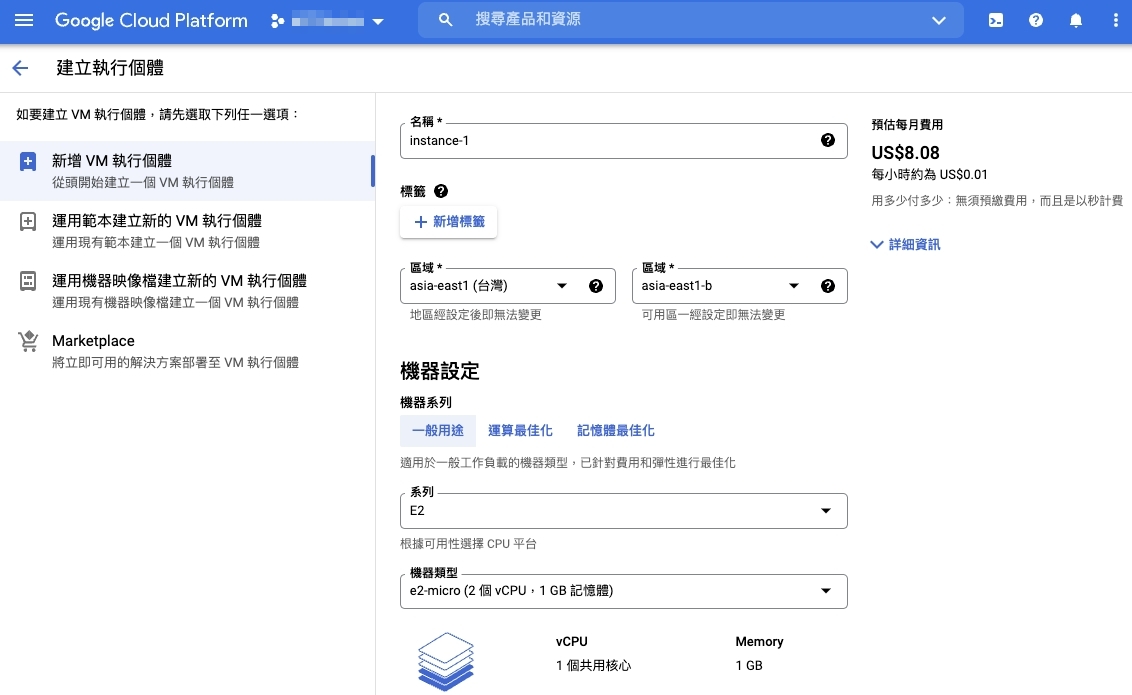 Google Cloud Platform
搜尋產品和資源
建立執行個體
如要建立 VM 執行個體，請先選取下列任一選項：
新增 VM 執行個體
從頭開始建立一個 VM 執行個體
運用範本建立新的 VM 執行個體
運用現有範本建立一個 VM 執行個體
運用機器映像檔建立新的 VM 執行個體
運用現有機器映像檔建立一個 VM 執行個體
Marketplace
將立即可用的解決方案部署至 VM 執行個體
名稱 *
instance-1
標籤
新增標籤
區域 *
asia-east1 (台灣)
地區經設定後即無法變更
區域 *
asia-east1-b
可用區一經設定即無法變更
機器設定
機器系列
一般用途 運算最佳化 記憶體最佳化
適用於一般工作負載的機器類型，已針對費用和彈性進行最佳化
系列
E2
根據可用性選擇 CPU 平台
機器類型
e2-micro (2 個 vCPU，1 GB 記憶體)
vCPU
1 個共用核心
Memory
1 GB
預估每月費用
US$8.08
每小時約為 US$0.01
用多少付多少：無須預繳費用，而且是以秒計費
詳細資訊